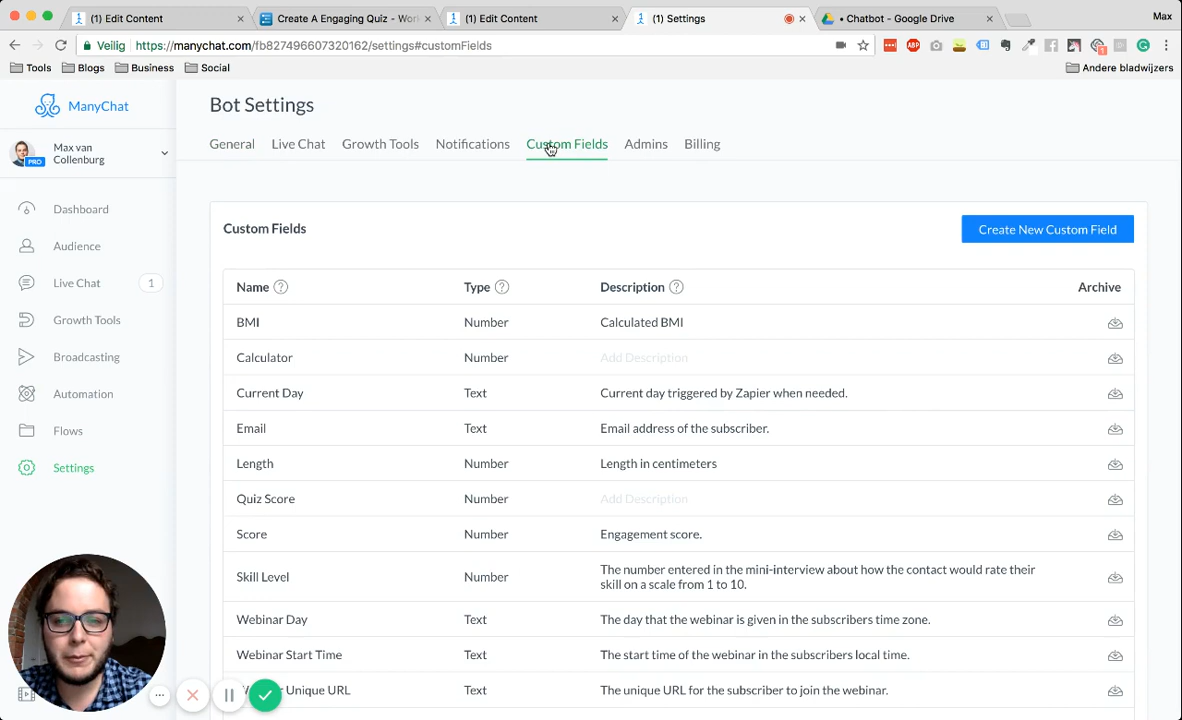 (1) Edit Content
Create A Engaging Quiz - Wor
(1) Edit Content
(1) Settings
• Chatbot - Google Drive
Max
Veilig
https://manychat.com/fb827496607320162/settings#customFields
ABP
1
Tools
Blogs
Business
Social
Andere bladwijzers
ManyChat
Max van
Collenburg
PRO
Dashboard
Audience
Live Chat
1
Growth Tools
Broadcasting
Automation
Flows
Settings
Bot Settings
General
Live Chat
Growth Tools
Notifications
Custom Fields
Admins
Billing
Custom Fields
Create New Custom Field
Name ?
Type ?
Description ?
Archive
BMI
Number
Calculated BMI
Calculator
Number
Add Description
Current Day
Text
Current day triggered by Zapier when needed.
Email
Text
Email address of the subscriber.
Length
Number
Length in centimeters
Quiz Score
Number
Add Description
Score
Number
Engagement score.
Skill Level
Number
The number entered in the mini-interview about how the contact would rate their
skill on a scale from 1 to 10.
Webinar Day
Text
The day that the webinar is given in the subscribers time zone.
Webinar Start Time
Text
The start time of the webinar in the subscribers local time.
Unique URL
Text
The unique URL for the subscriber to join the webinar.